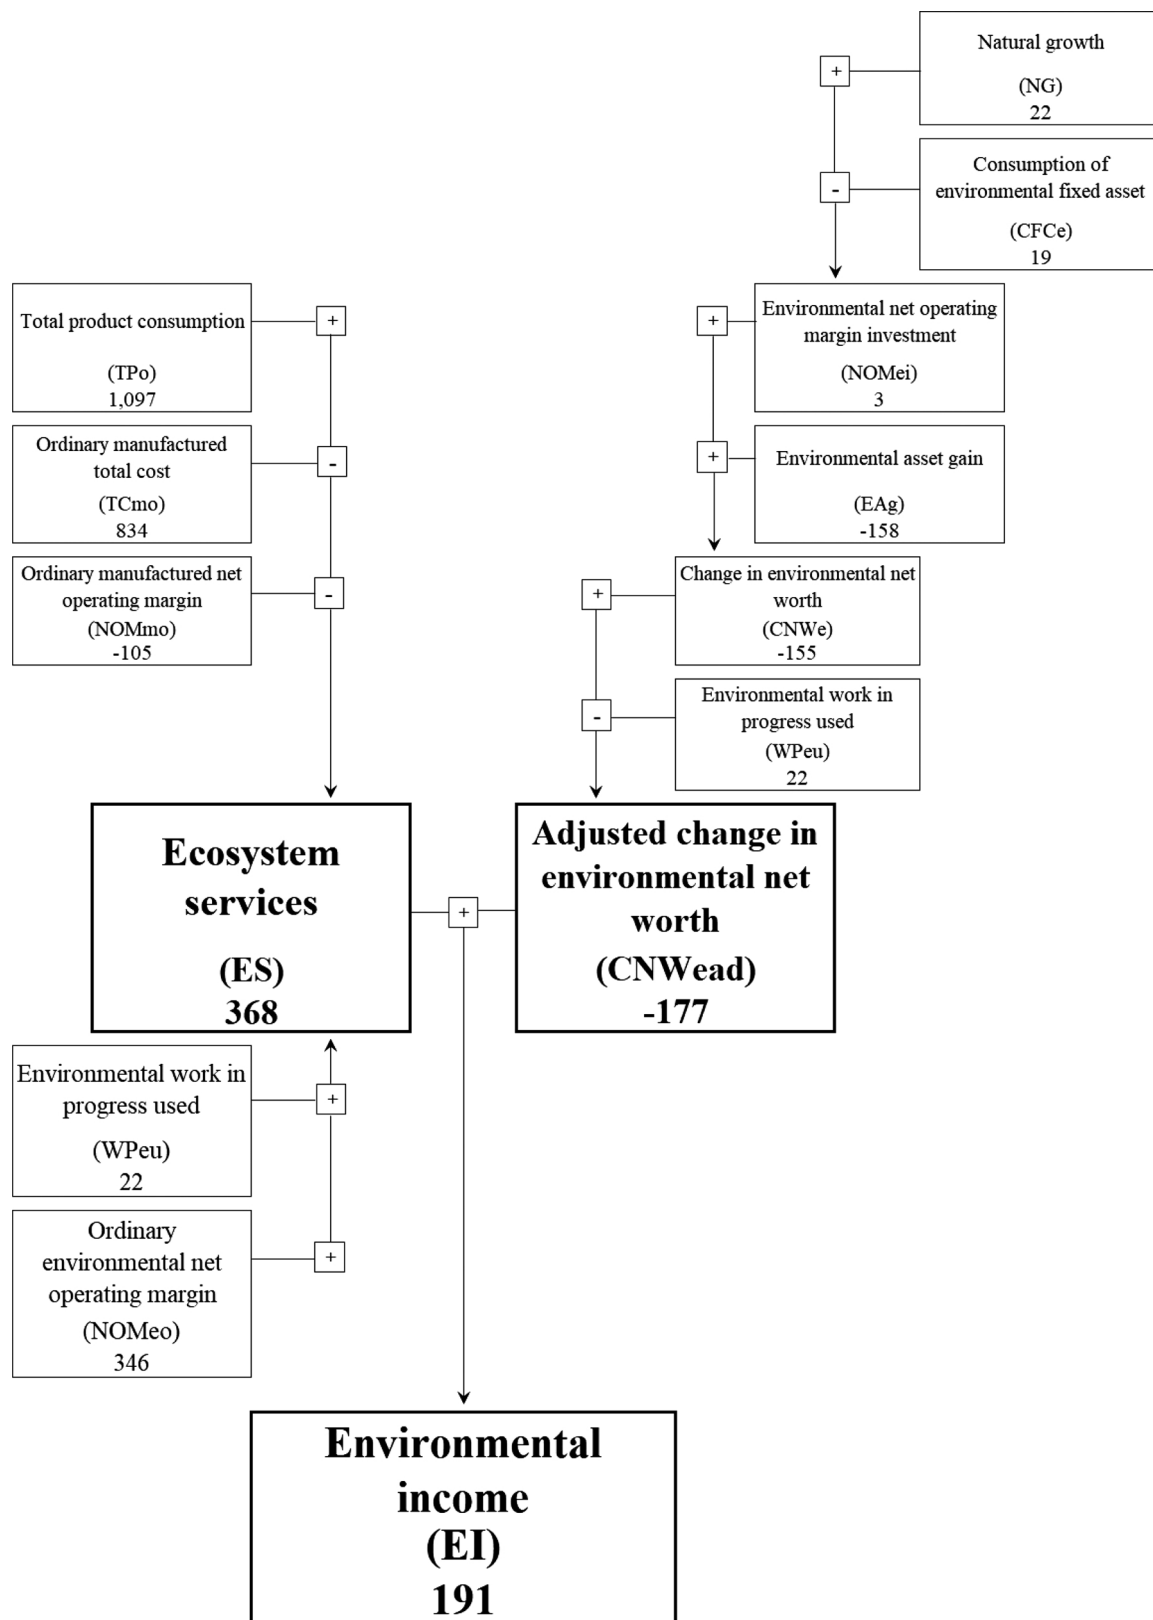 Natural growth
(NG)
22
+
Consumption of
environmental fixed asset
(CFCe)
19
-
Total product consumption
(TPo)
1,097
+
Environmental net operating
margin investment
(NOMei)
3
+
Ordinary manufactured
total cost
(TCmo)
834
-
Environmental asset gain
(EAg)
-158
+
Ordinary manufactured net
operating margin
(NOMmo)
-105
-
Change in environmental net
worth
(CNWe)
-155
+
Environmental work in
progress used
(WPeu)
22
-
Ecosystem
services
(ES)
368
+
Adjusted change in
environmental net
worth
(CNWead)
-177
Environmental work in
progress used
(WPeu)
22
+
Ordinary
environmental net
operating margin
(NOMeo)
346
+
Environmental
income
(EI)
191